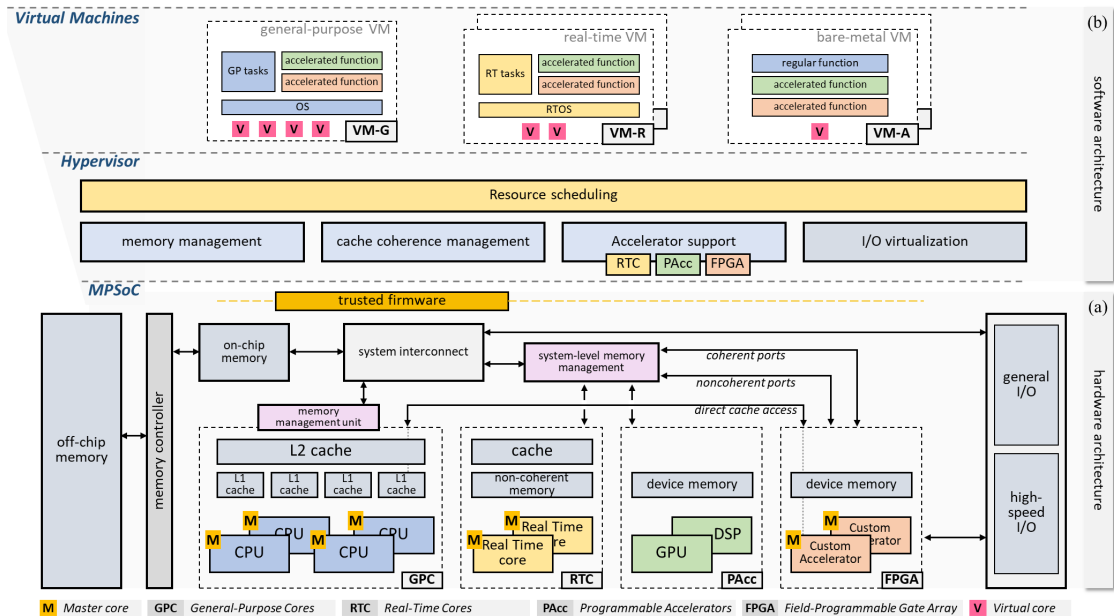 Virtual Machines
(b)
general-purpose VM
GP tasks
accelerated function
accelerated function
OS
V V V V
VM-G
real-time VM
RT tasks
accelerated function
accelerated function
RTOS
V V
VM-R
bare-metal VM
regular function
accelerated function
accelerated function
V
VM-A
software architecture
Hypervisor
Resource scheduling
memory management
cache coherence management
Accelerator support
RTC
PAcc
FPGA
I/O virtualization
MPSoC
(a)
trusted firmware
off-chip
memory
memory controller
on-chip
memory
system interconnect
system-level memory
management
coherent ports
noncoherent ports
direct cache access
memory
management unit
general
I/O
high-
speed
I/O
hardware architecture
L2 cache
L1
cache
L1
cache
L1
cache
L1
cache
M
CPU
M
CPU
M
CPU
M
CPU
GPC
cache
non-coherent
memory
M
Real Time
core
M
Real Time
core
RTC
device memory
DSP
GPU
PAcc
device memory
M
Custom
Accelerator
M
Custom
Accelerator
FPGA
M Master core
GPC General-Purpose Cores
RTC Real-Time Cores
PAcc Programmable Accelerators
FPGA Field-Programmable Gate Array
V Virtual core